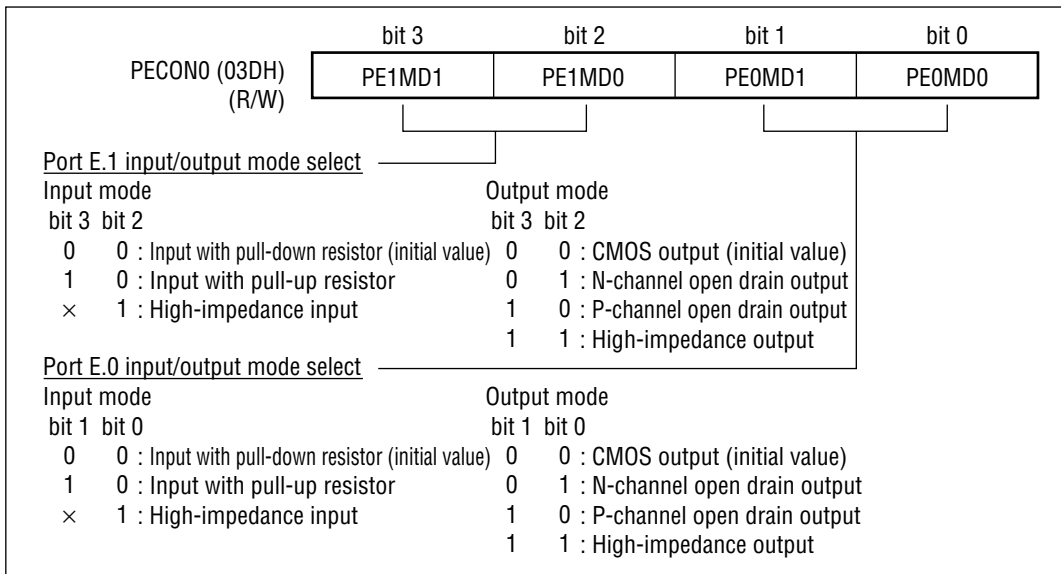 bit 3 bit 2 bit 1 bit 0
PECON0 (03DH) PE1MD1 PE1MD0 PE0MD1 PE0MD0
(R/W)
Port E.1 input/output mode select
Input mode Output mode
bit 3 bit 2 bit 3 bit 2
0 0 : Input with pull-down resistor (initial value) 0 0 : CMOS output (initial value)
1 0 : Input with pull-up resistor 0 1 : N-channel open drain output
× 1 : High-impedance input 1 0 : P-channel open drain output
1 1 : High-impedance output
Port E.0 input/output mode select
Input mode Output mode
bit 1 bit 0 bit 1 bit 0
0 0 : Input with pull-down resistor (initial value) 0 0 : CMOS output (initial value)
1 0 : Input with pull-up resistor 0 1 : N-channel open drain output
× 1 : High-impedance input 1 0 : P-channel open drain output
1 1 : High-impedance output